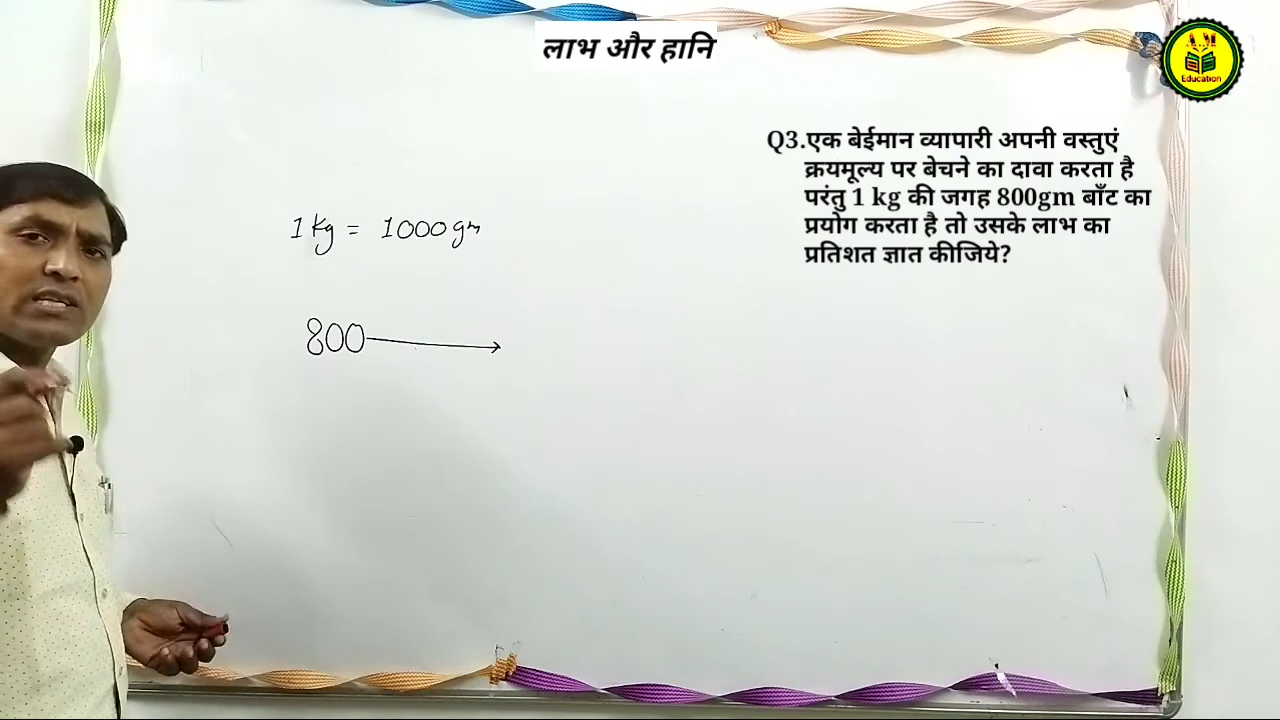 लाभ और हानि
A.M
Education
Q3.एक बेईमान व्यापारी अपनी वस्तुएं
क्रयमूल्य पर बेचने का दावा करता है
परंतु 1 kg की जगह 800gm बाँट का
प्रयोग करता है तो उसके लाभ का
प्रतिशत ज्ञात कीजिये?
1 kg = 1000 gm
800